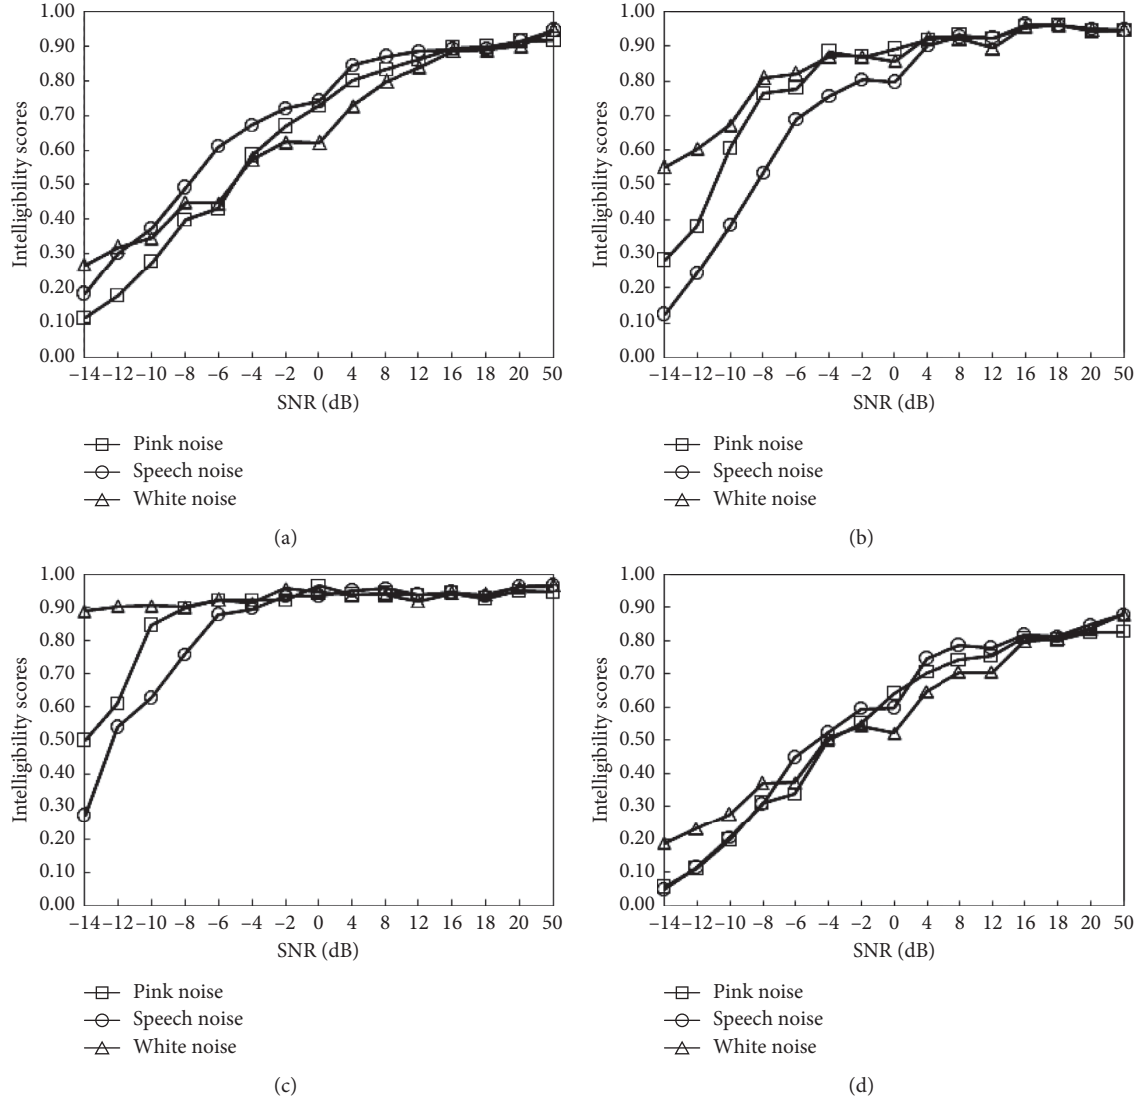 1.00
0.90
0.80
0.70
0.60
0.50
0.40
0.30
0.20
0.10
0.00
Intelligibility scores
–14 –12 –10 –8 –6 –4 –2 0 4 8 12 16 18 20 50
SNR (dB)
Pink noise
Speech noise
White noise
(a)
1.00
0.90
0.80
0.70
0.60
0.50
0.40
0.30
0.20
0.10
0.00
Intelligibility scores
–14 –12 –10 –8 –6 –4 –2 0 4 8 12 16 18 20 50
SNR (dB)
Pink noise
Speech noise
White noise
(b)
1.00
0.90
0.80
0.70
0.60
0.50
0.40
0.30
0.20
0.10
0.00
Intelligibility scores
–14 –12 –10 –8 –6 –4 –2 0 4 8 12 16 18 20 50
SNR (dB)
Pink noise
Speech noise
White noise
(c)
1.00
0.90
0.80
0.70
0.60
0.50
0.40
0.30
0.20
0.10
0.00
Intelligibility scores
–14 –12 –10 –8 –6 –4 –2 0 4 8 12 16 18 20 50
SNR (dB)
Pink noise
Speech noise
White noise
(d)